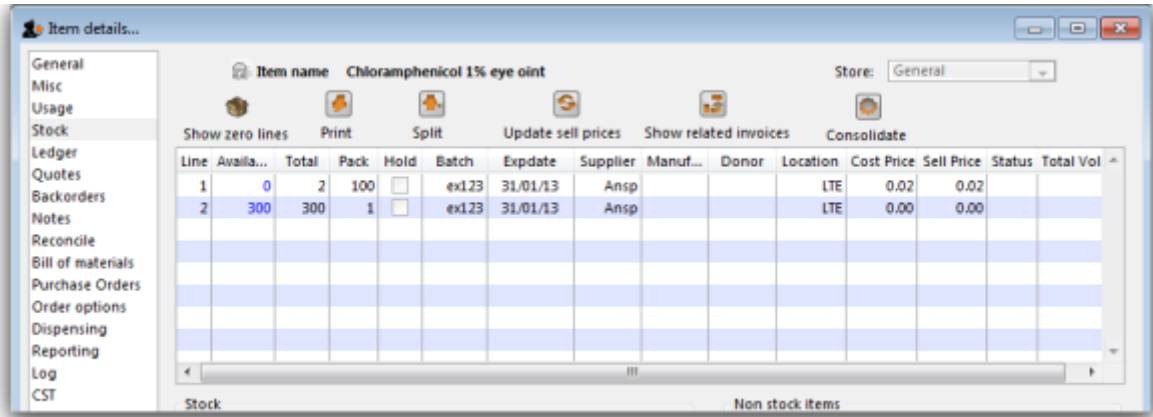 Item details...
General
Misc
Usage
Stock
Ledger
Quotes
Backorders
Notes
Reconcile
Bill of materials
Purchase Orders
Order options
Dispensing
Reporting
Log
CST
Item name Chloramphenicol 1% eye oint Store: General
Show zero lines Print Split Update sell prices Show related invoices Consolidate
Line Availa... Total Pack Hold Batch Expdate Supplier Manuf... Donor Location Cost Price Sell Price Status Total Vol
1 0 2 100 ex123 31/01/13 Ansp LTE 0.02 0.02
2 300 300 1 ex123 31/01/13 Ansp LTE 0.00 0.00
Stock Non stock items